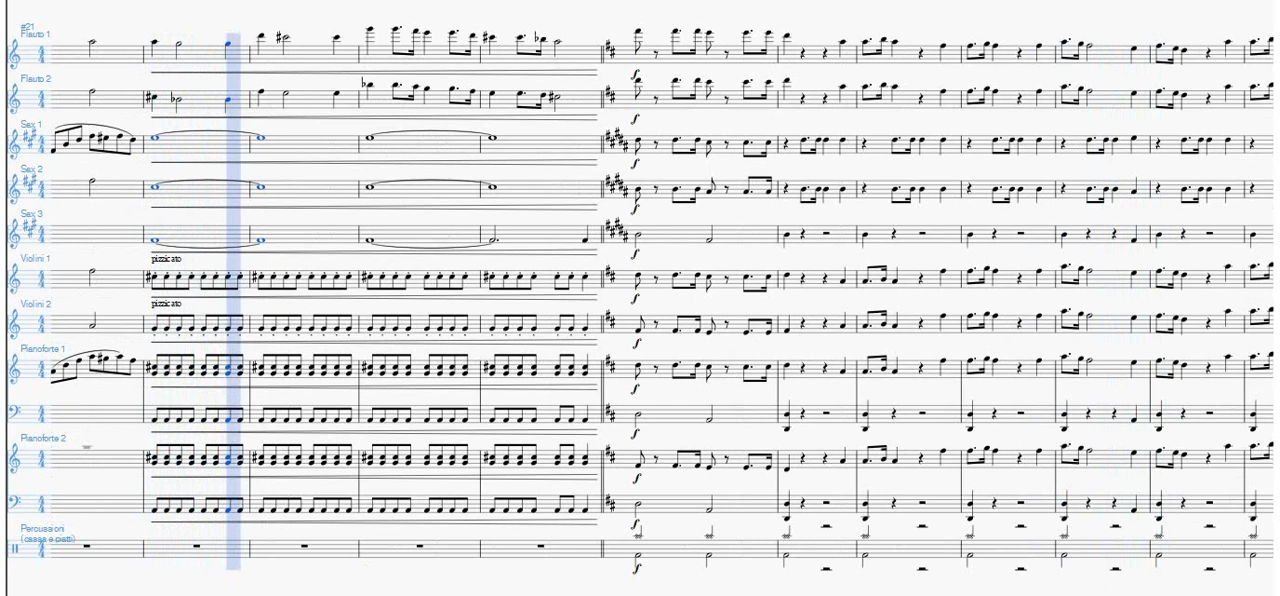 #21
Flauto 1
Flauto 2
Sax 1
Sax 2
Sax 3
Violini 1
pizzicato
Violini 2
pizzicato
Pianoforte 1
Pianoforte 2
Percussioni
(cassa e piatti)
f
f
f
f
f
f
f
f
f
f
f
f